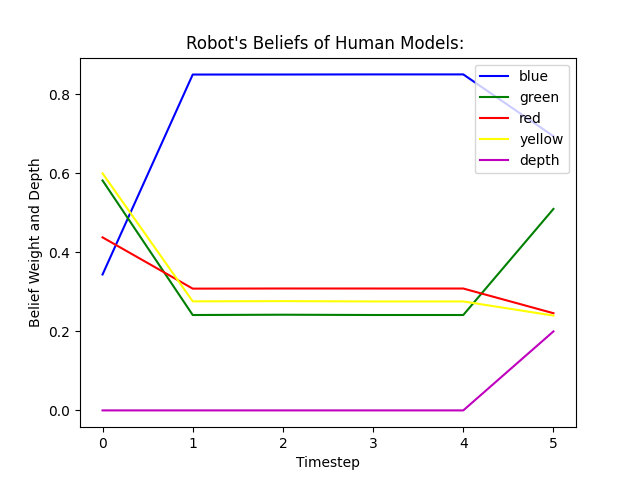 Robot's Beliefs of Human Models:
blue
green
red
yellow
depth
Belief Weight and Depth
0.8
0.6
0.4
0.2
0.0
0 1 2 3 4 5
Timestep